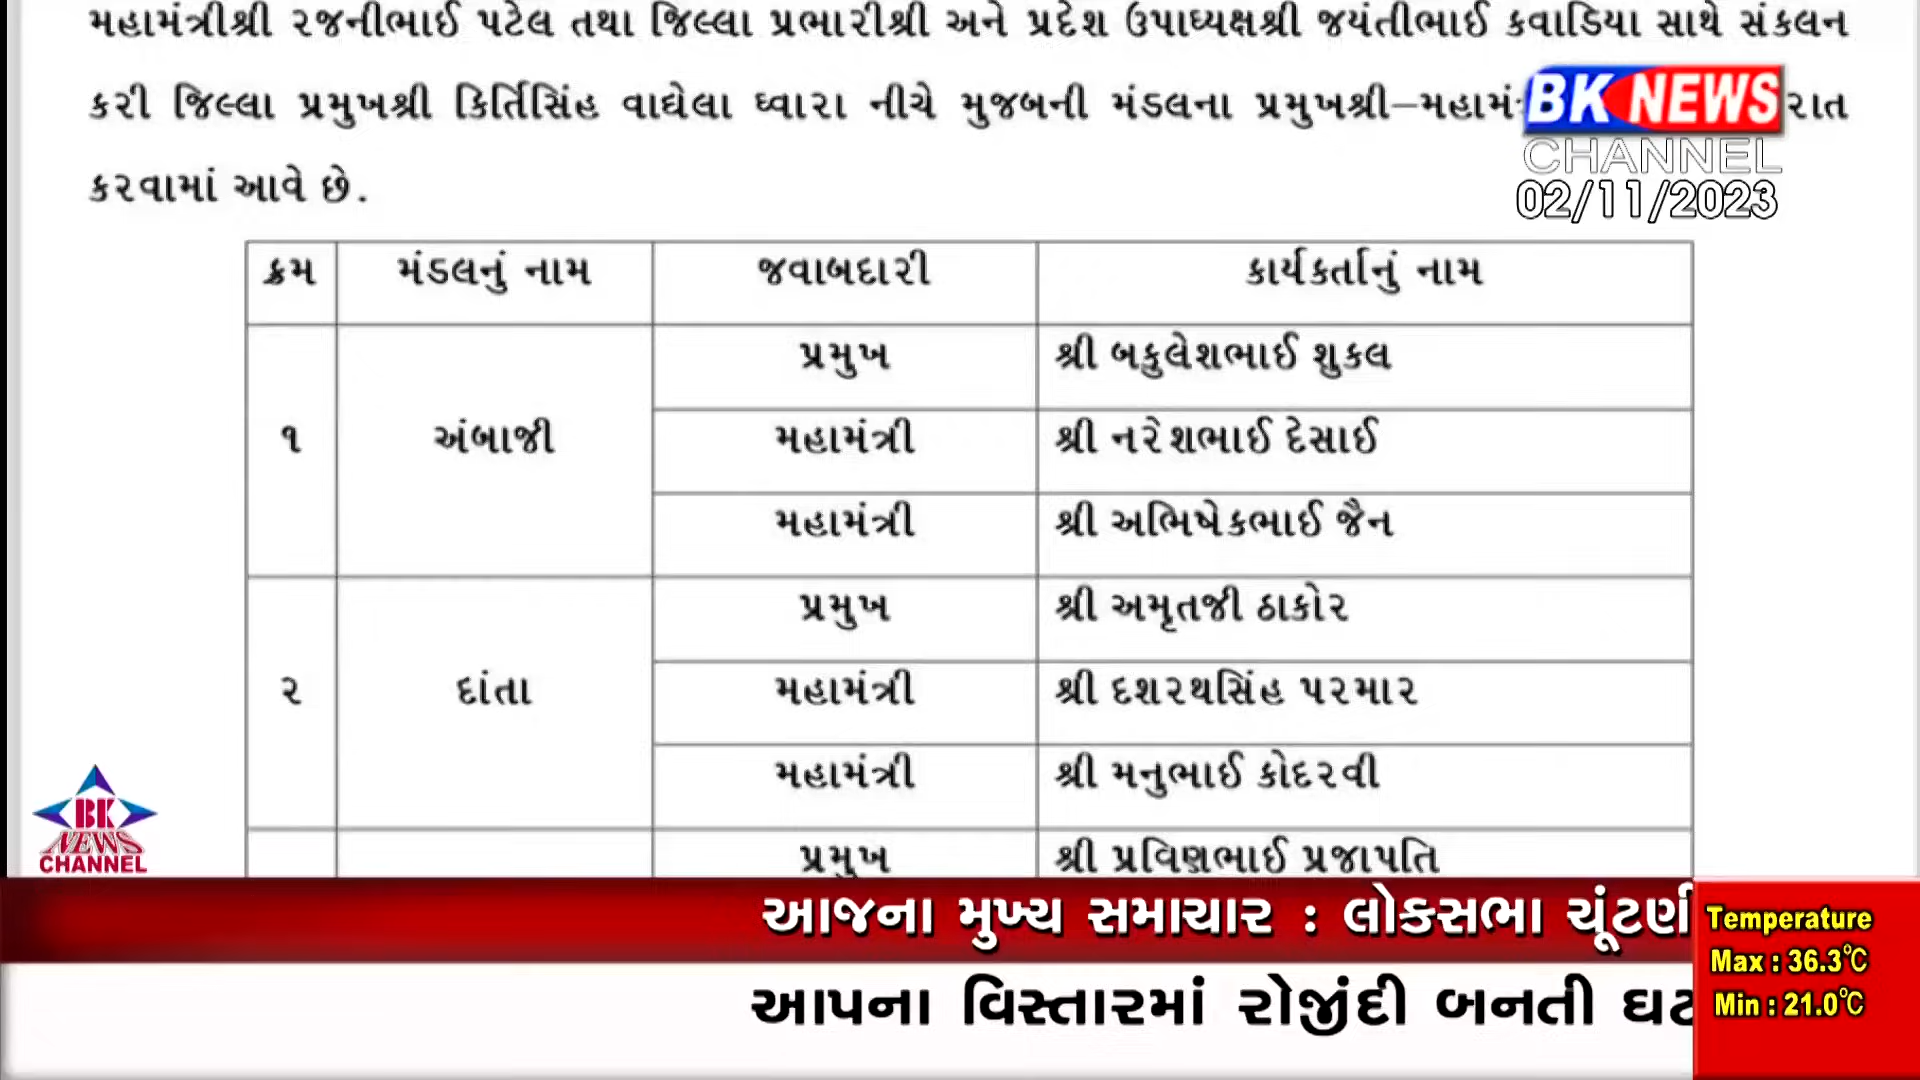 મહામંત્રીશ્રી રજનીભાઈ પટેલ તથા જિલ્લા પ્રભારીશ્રી અને પ્રદેશ ઉપાધ્યક્ષશ્રી જયંતીભાઈ કવાડિયા સાથે સંકલન
કરી જિલ્લા પ્રમુખશ્રી કિર્તિસિંહ વાઘેલા ધ્વારા નીચે મુજબની મંડલના પ્રમુખશ્રી–મહામં
BK NEWS
CHANNEL
02/11/2023
કરવામાં આવે છે.
ક્રમ મંડલનું નામ જવાબદારી કાર્યકર્તાનું નામ
પ્રમુખ શ્રી બકુલેશભાઈ શુકલ
૧ અંબાજી મહામંત્રી શ્રી નરેશભાઈ દેસાઈ
મહામંત્રી શ્રી અભિષેકભાઈ જૈન
પ્રમુખ શ્રી અમૃતજી ઠાકોર
૨ દાંતા મહામંત્રી શ્રી દશરથસિંહ પરમાર
મહામંત્રી શ્રી મનુભાઈ કોદરવી
પ્રમુખ શ્રી પ્રવિણભાઈ પ્રજાપતિ
BK
NEWS
CHANNEL
આજના મુખ્ય સમાચાર : લોકસભા ચૂંટણી
આપના વિસ્તારમાં રોજીંદી બનતી ઘટ
Temperature
Max : 36.3℃
Min : 21.0℃